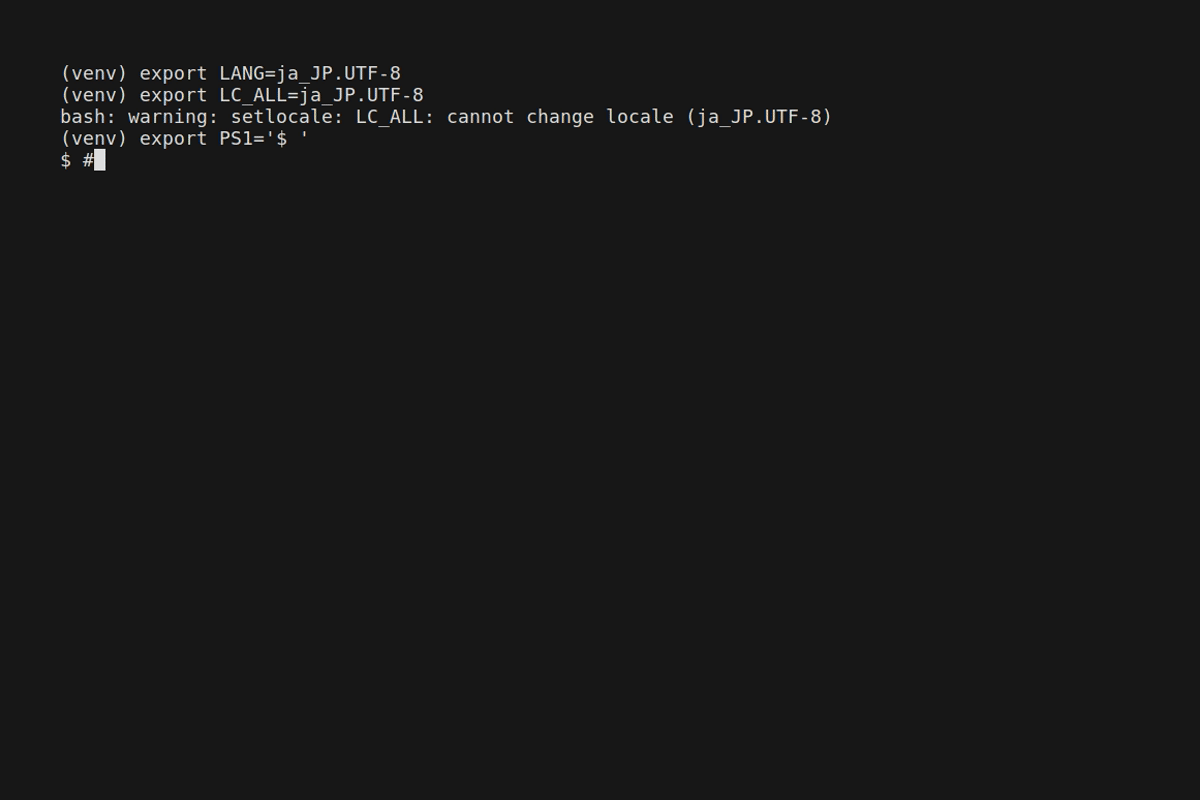 (venv) export LANG=ja_JP.UTF-8
(venv) export LC_ALL=ja_JP.UTF-8
bash: warning: setlocale: LC_ALL: cannot change locale (ja_JP.UTF-8)
(venv) export PS1='$ '
$ #